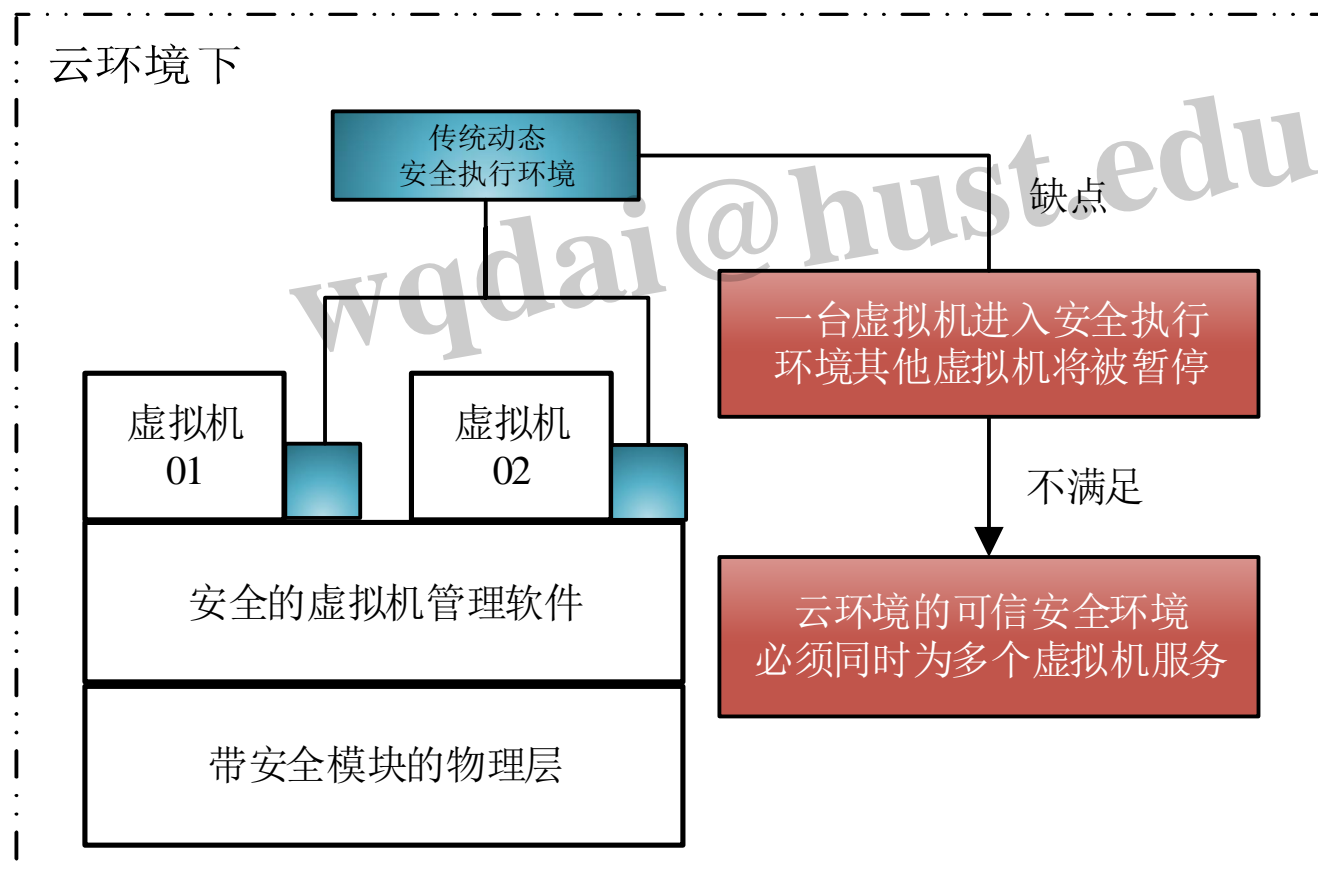 云环境下
传统动态
安全执行环境
缺点
wqdai@hust.edu
一台虚拟机进入安全执行
环境其他虚拟机将被暂停
虚拟机
01
虚拟机
02
不满足
安全的虚拟机管理软件
云环境的可信安全环境
必须同时为多个虚拟机服务
带安全模块的物理层